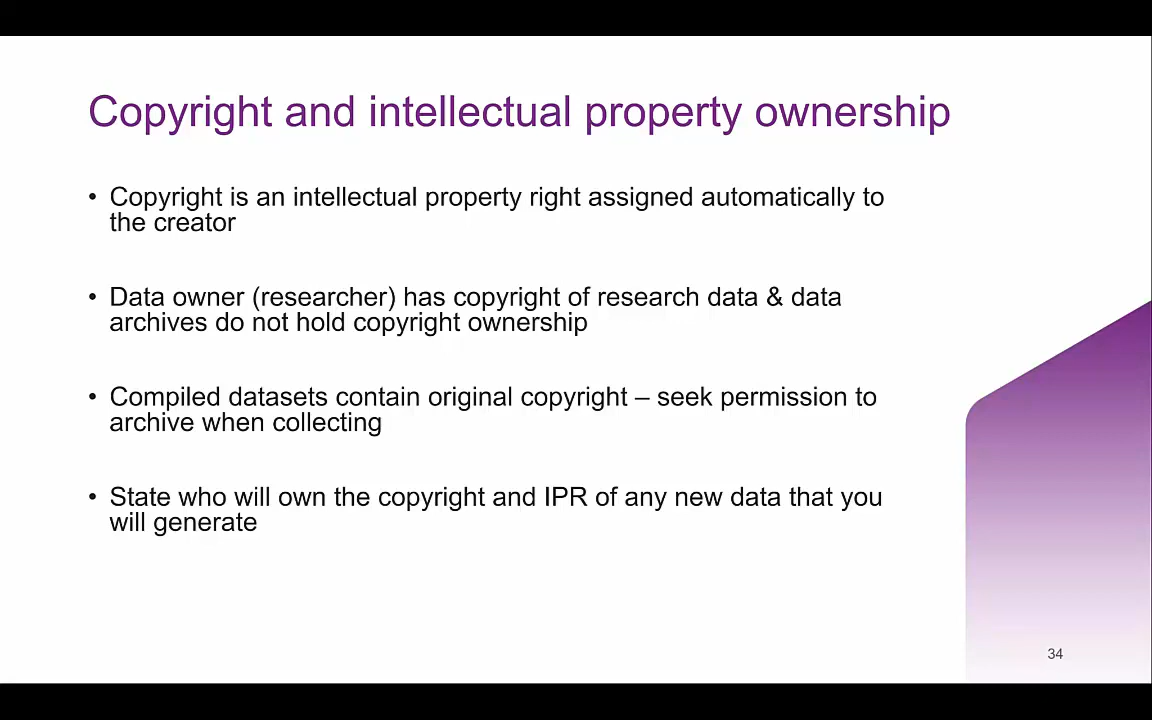 Copyright and intellectual property ownership
• Copyright is an intellectual property right assigned automatically to
the creator
• Data owner (researcher) has copyright of research data & data
archives do not hold copyright ownership
• Compiled datasets contain original copyright – seek permission to
archive when collecting
• State who will own the copyright and IPR of any new data that you
will generate
34